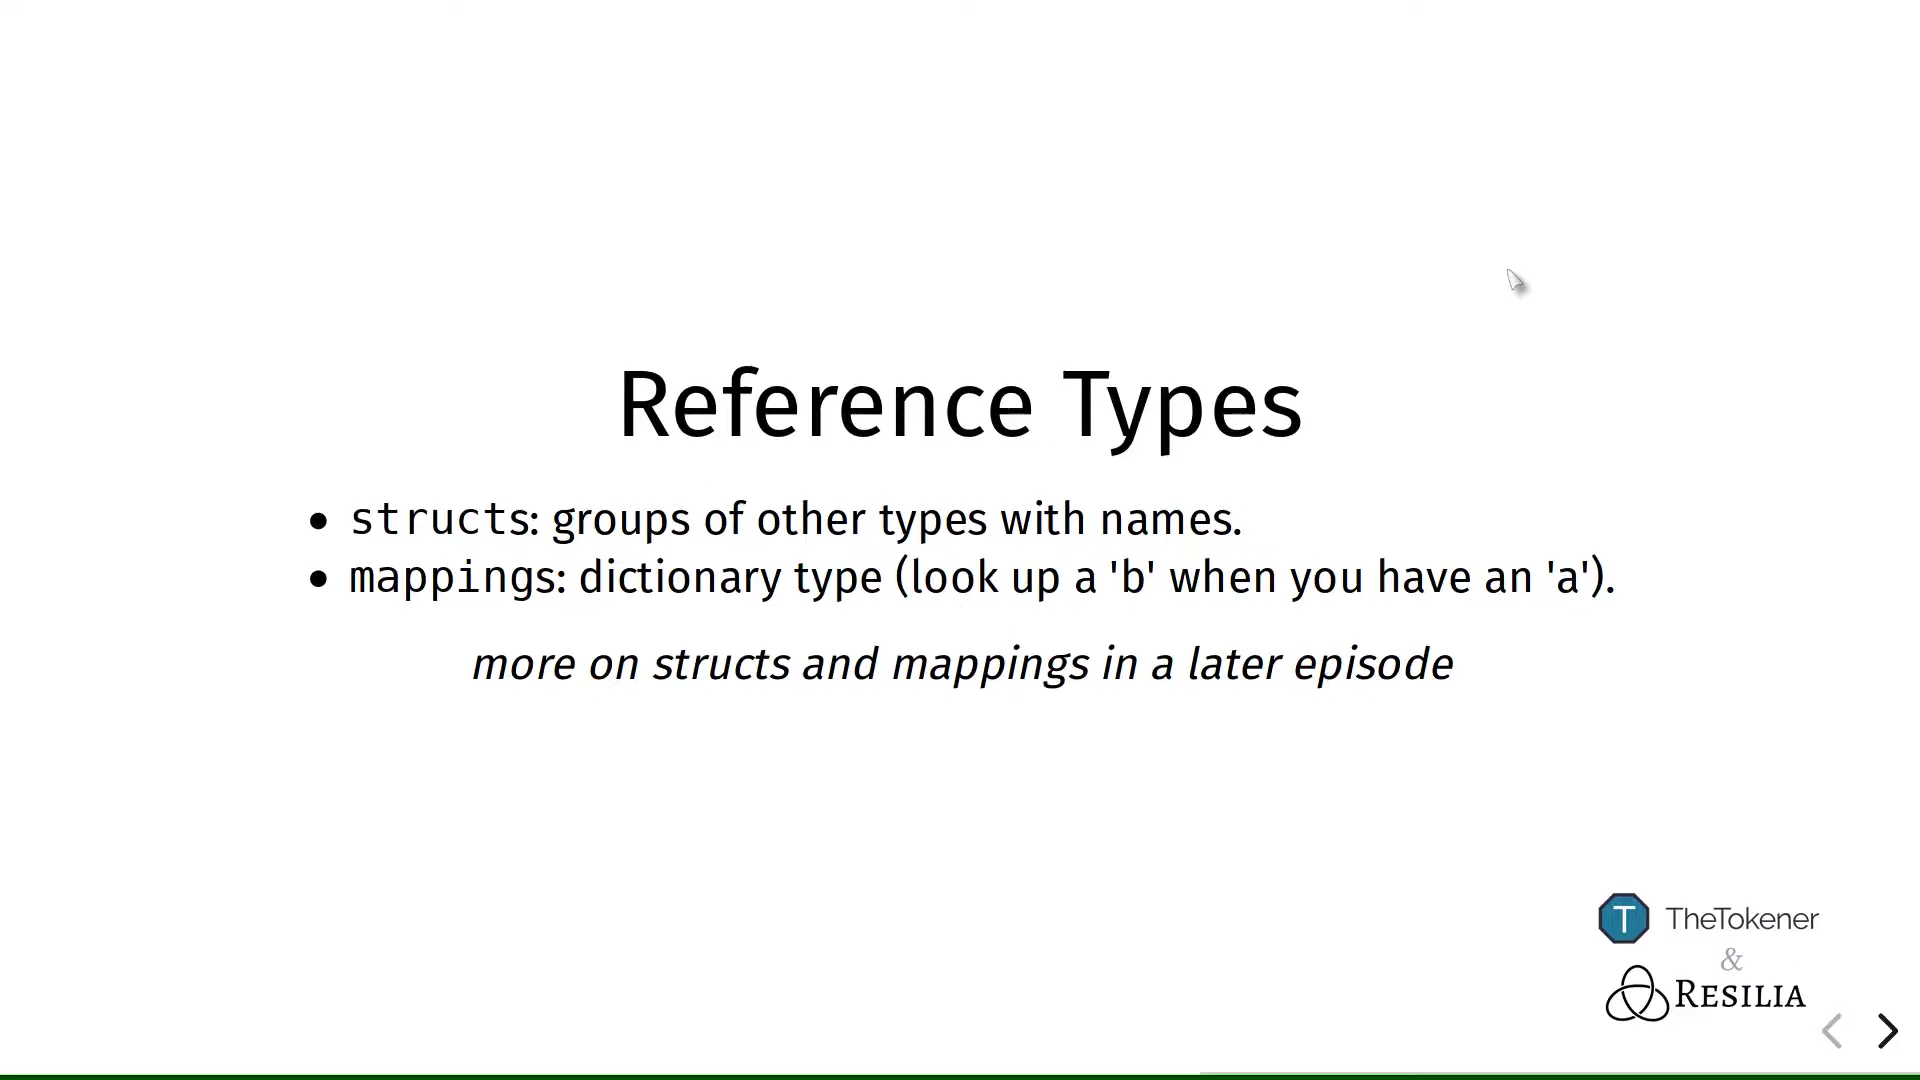 Reference Types
• structs: groups of other types with names.
• mappings: dictionary type (look up a 'b' when you have an 'a').
more on structs and mappings in a later episode
T TheTokener
&
RESILIA